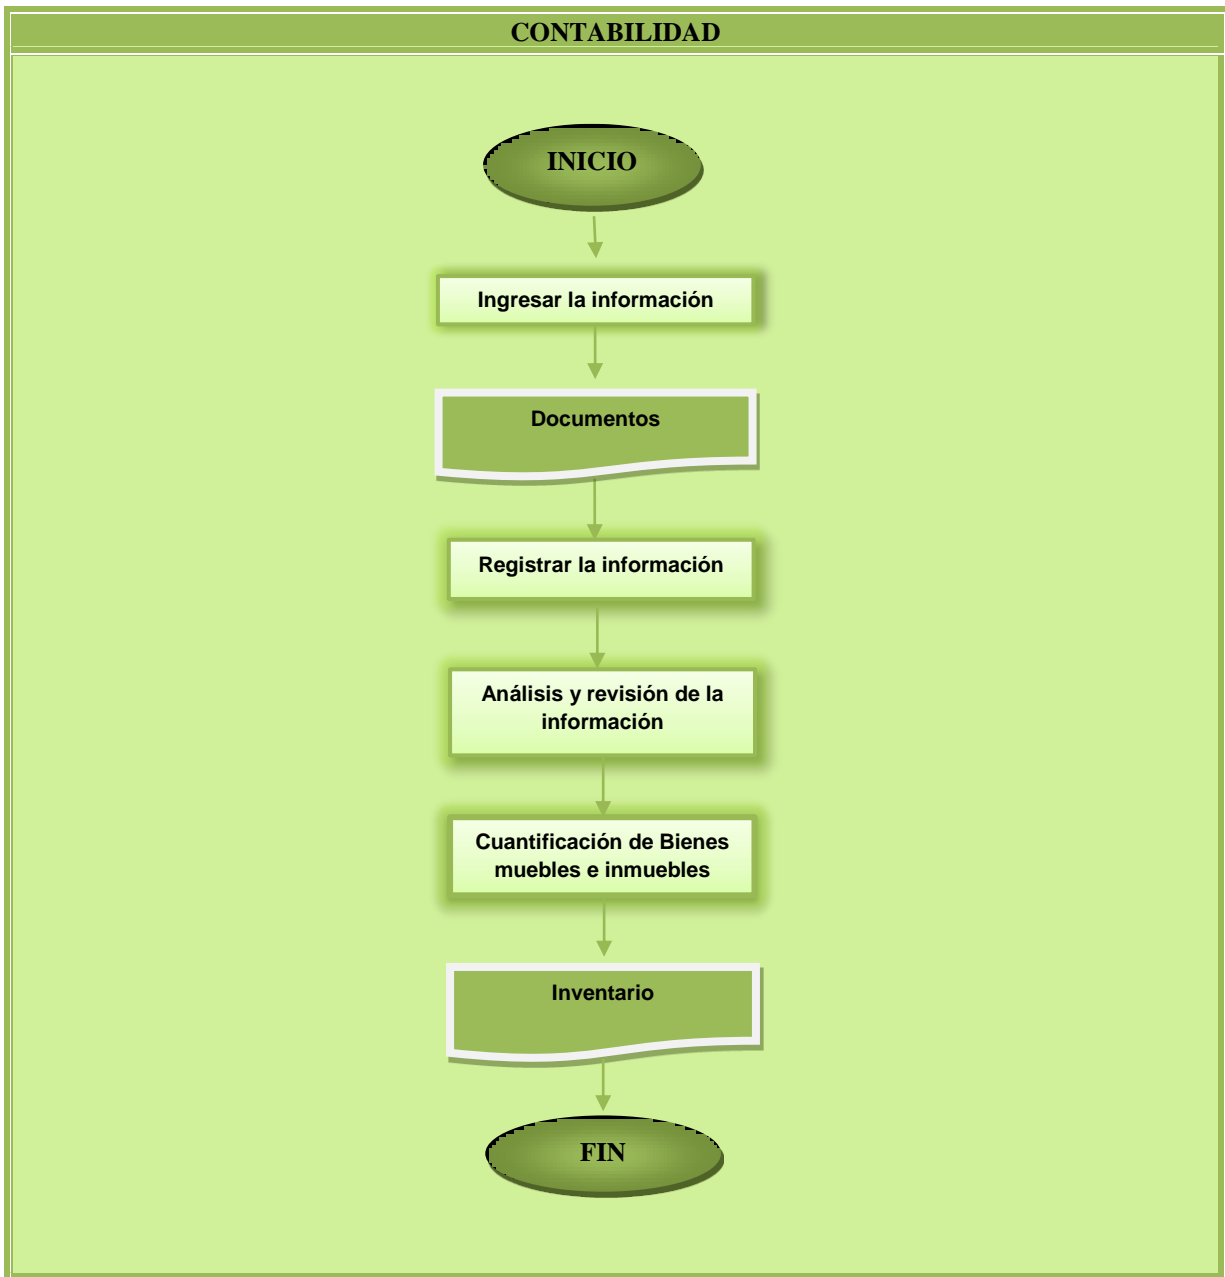 CONTABILIDAD
INICIO
Ingresar la información
Documentos
Registrar la información
Análisis y revisión de la
información
Cuantificación de Bienes
muebles e inmuebles
Inventario
FIN